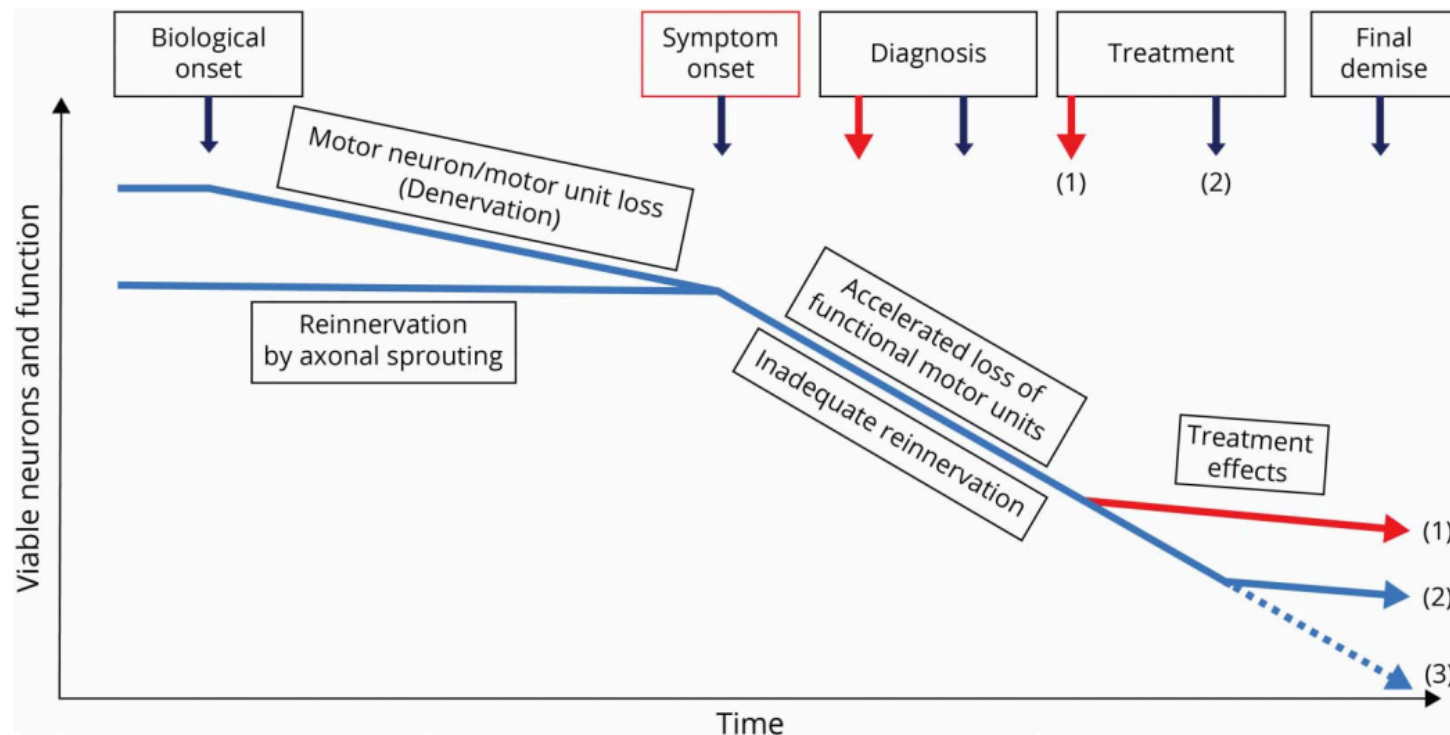 Biological
onset
Symptom
onset
Diagnosis
Treatment
Final
demise
(1)
(2)
Motor neuron/motor unit loss
(Denervation)
Reinnervation
by axonal sprouting
Accelerated loss of
functional motor units
Inadequate reinnervation
Treatment
effects
(1)
(2)
(3)
Viable neurons and function
Time